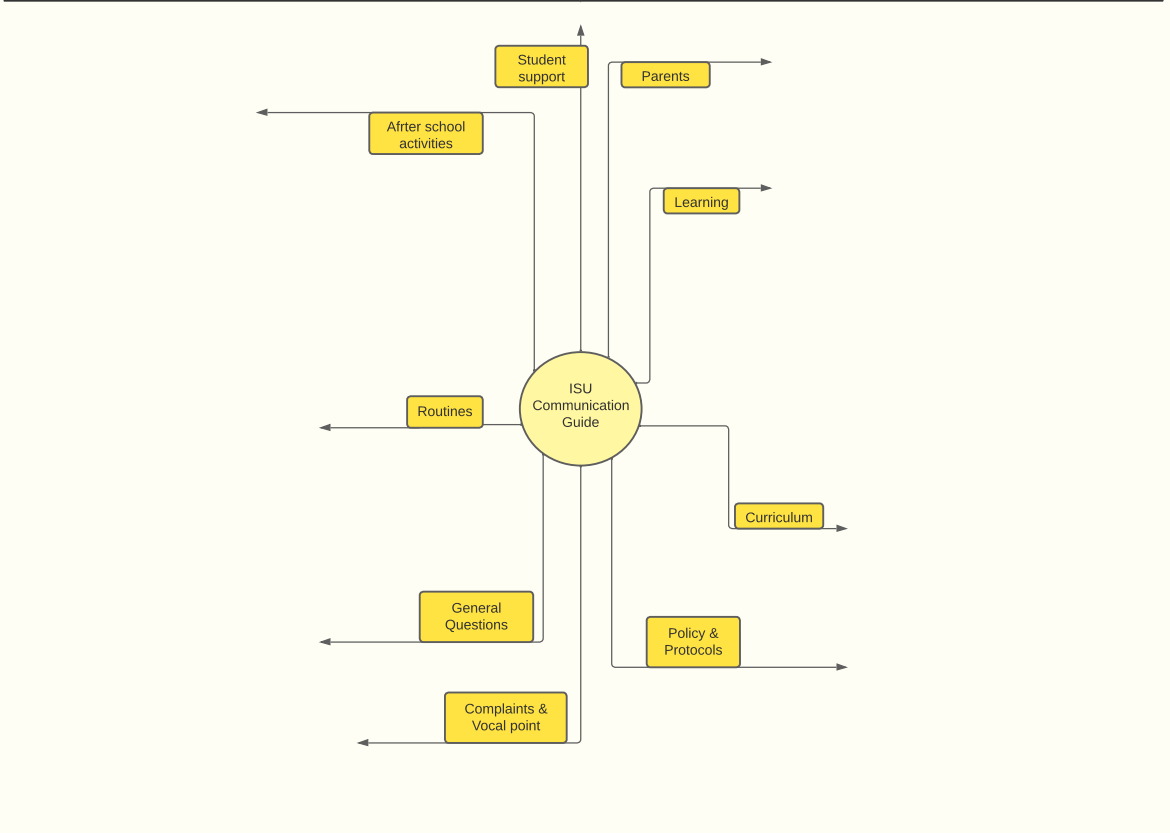 Student
support
Parents
Afrter school
activities
Learning
ISU
Communication
Guide
Routines
Curriculum
General
Questions
Policy &
Protocols
Complaints &
Vocal point